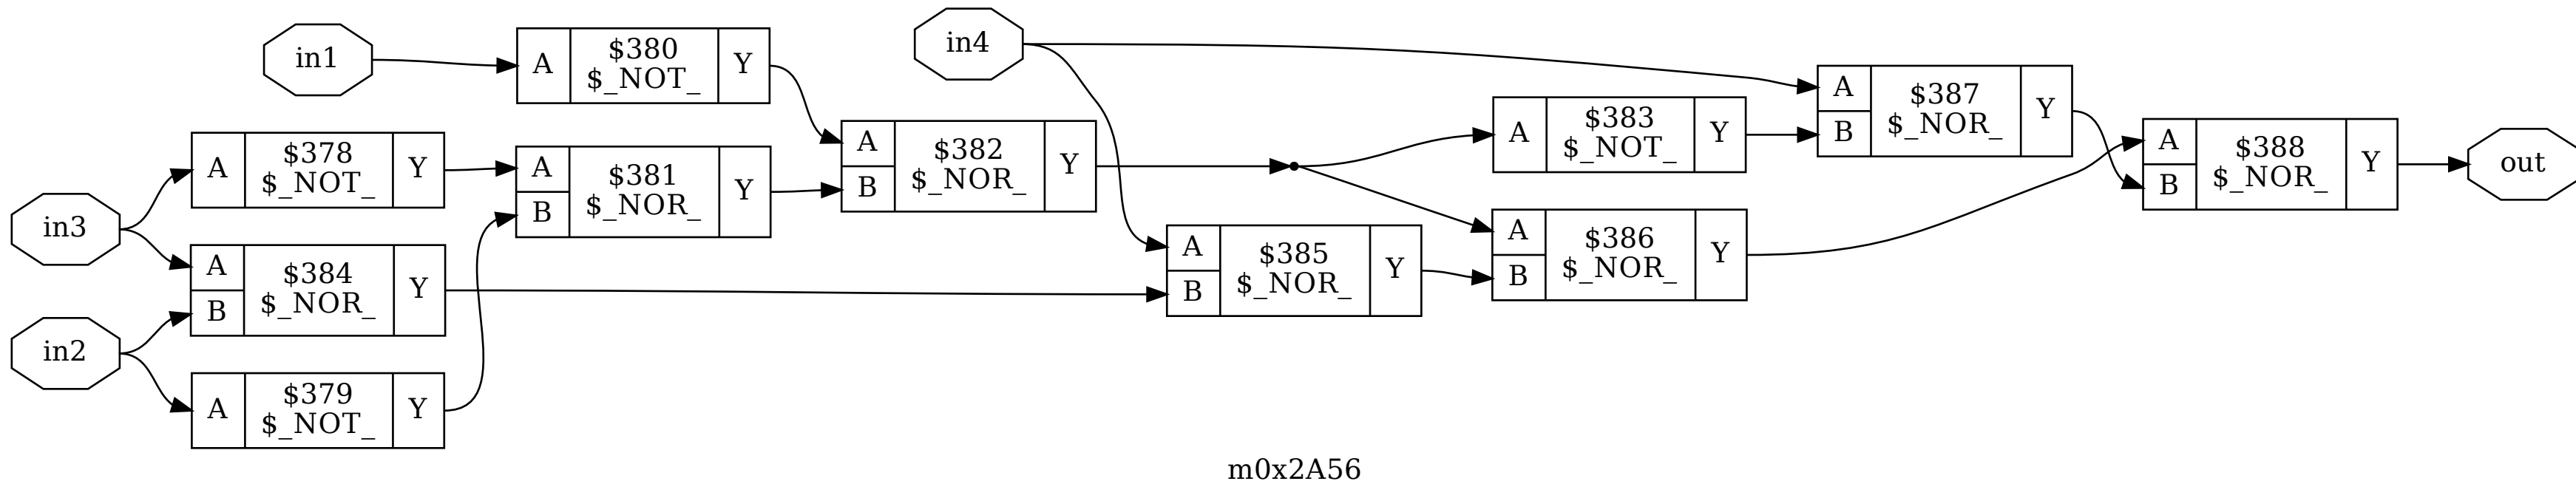 in1
A $380 Y
$_NOT_
in4
in3
A $378 Y
$_NOT_
A $381 Y
B $_NOR_
A $382 Y
B $_NOR_
A $383 Y
$_NOT_
A $387 Y
B $_NOR_
A $388 Y
B $_NOR_
out
in2
A $384 Y
B $_NOR_
A $379 Y
$_NOT_
A $385 Y
B $_NOR_
A $386 Y
B $_NOR_
m0x2A56